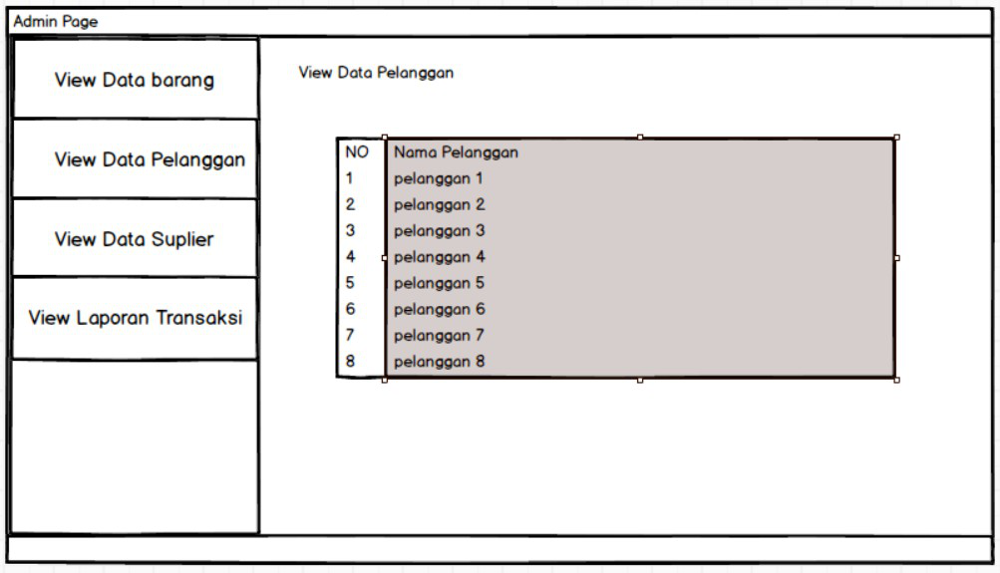 Admin Page
View Data barang
View Data Pelanggan
View Data Suplier
View Laporan Transaksi
View Data Pelanggan
NO Nama Pelanggan
1 pelanggan 1
2 pelanggan 2
3 pelanggan 3
4 pelanggan 4
5 pelanggan 5
6 pelanggan 6
7 pelanggan 7
8 pelanggan 8